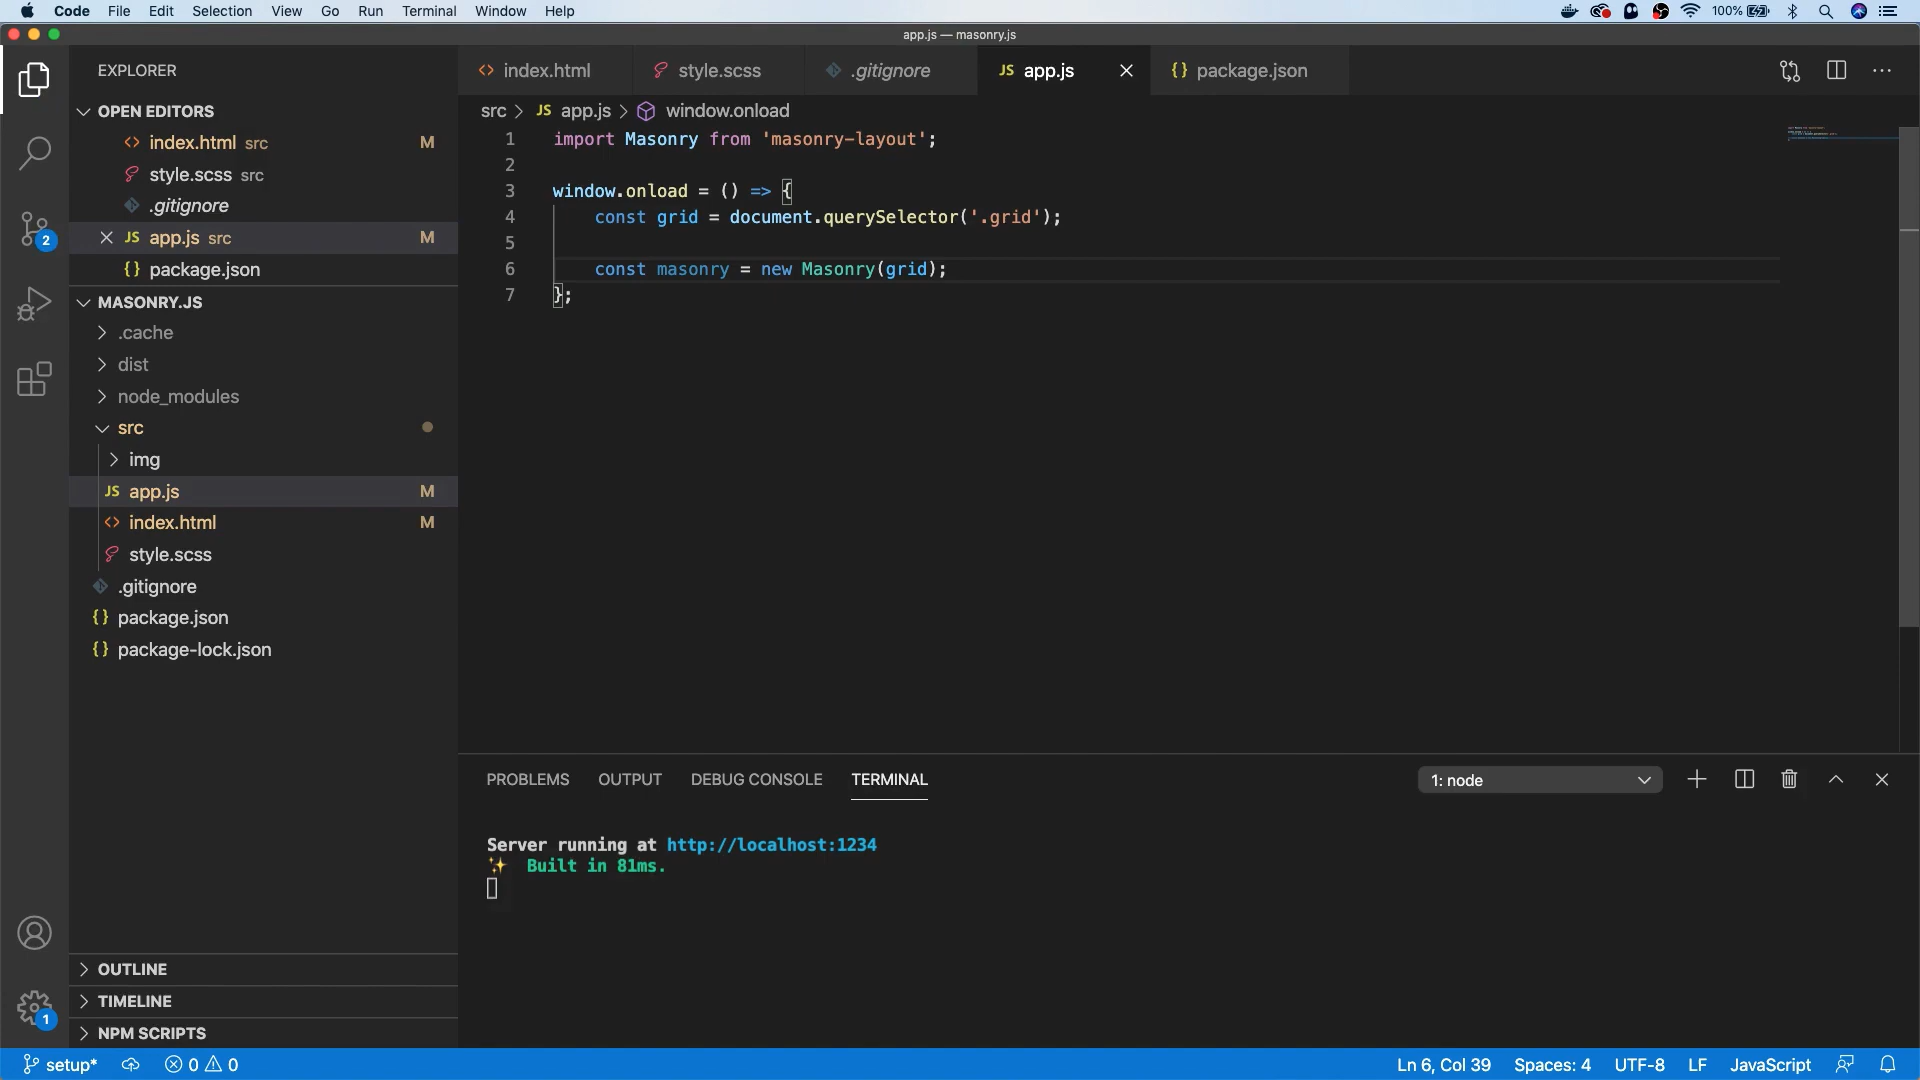 Code File Edit Selection View Go Run Terminal Window Help 100%
app.js — masonry.js
EXPLORER
OPEN EDITORS
index.html src M
style.scss src
.gitignore
JS app.js src M
{} package.json
MASONRY.JS
.cache
dist
node_modules
src
img
JS app.js M
index.html M
style.scss
.gitignore
{} package.json
{} package-lock.json
OUTLINE
TIMELINE
NPM SCRIPTS
2
1
index.html style.scss .gitignore JS app.js {} package.json
src > JS app.js > window.onload
1 import Masonry from 'masonry-layout';
2
3 window.onload = () => {
4 const grid = document.querySelector('.grid');
5
6 const masonry = new Masonry(grid);
7 };
PROBLEMS OUTPUT DEBUG CONSOLE TERMINAL 1: node
Server running at http://localhost:1234
✨ Built in 81ms.
setup* 0 0 Ln 6, Col 39 Spaces: 4 UTF-8 LF JavaScript